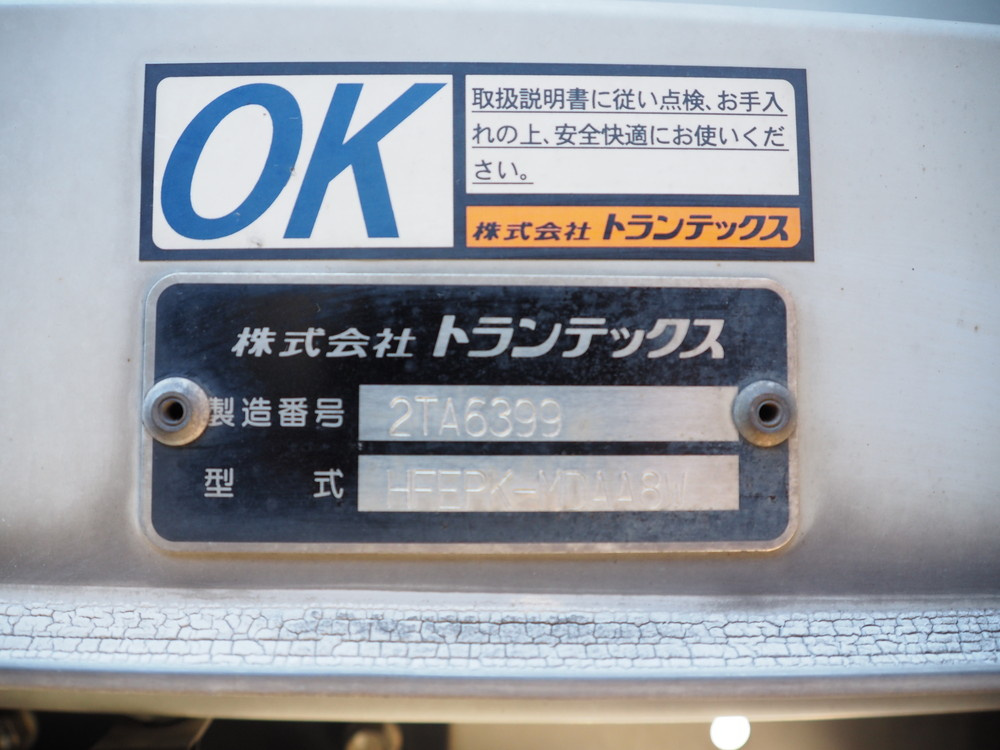 OK
取扱説明書に従い点検、お手入
れの上、安全快適にお使いくだ
さい。
株式会社 トランテックス
株式会社 トランテックス
製造番号 2TA6399
型 式